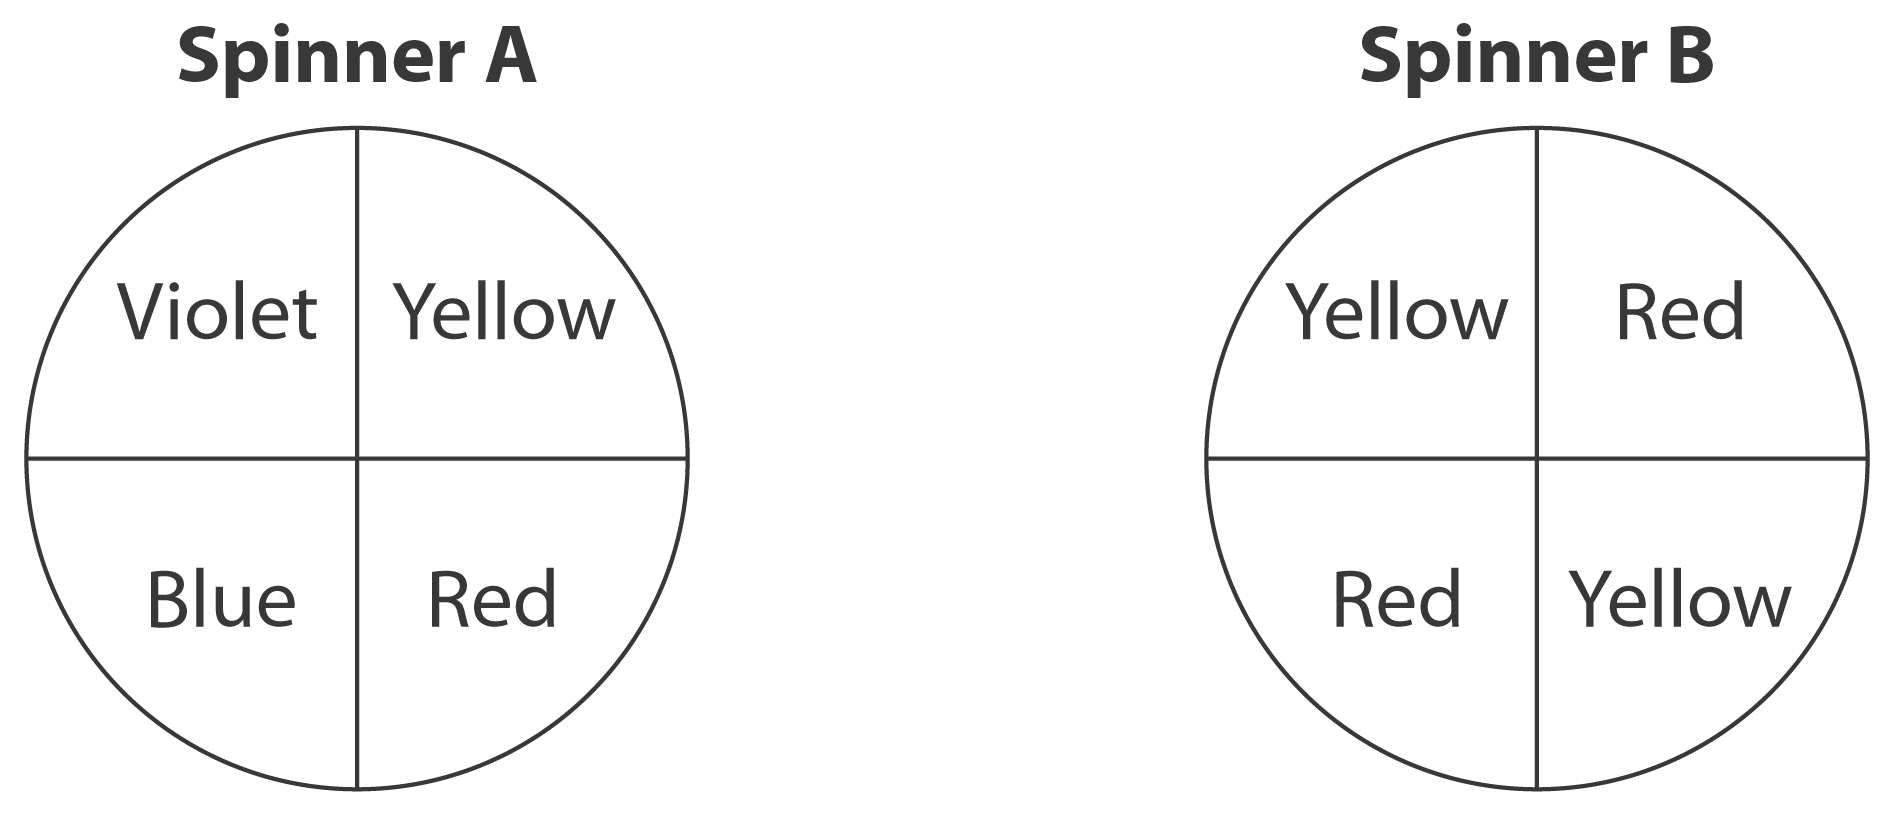 Spinner A
Violet Yellow
Blue Red
Spinner B
Yellow Red
Red Yellow